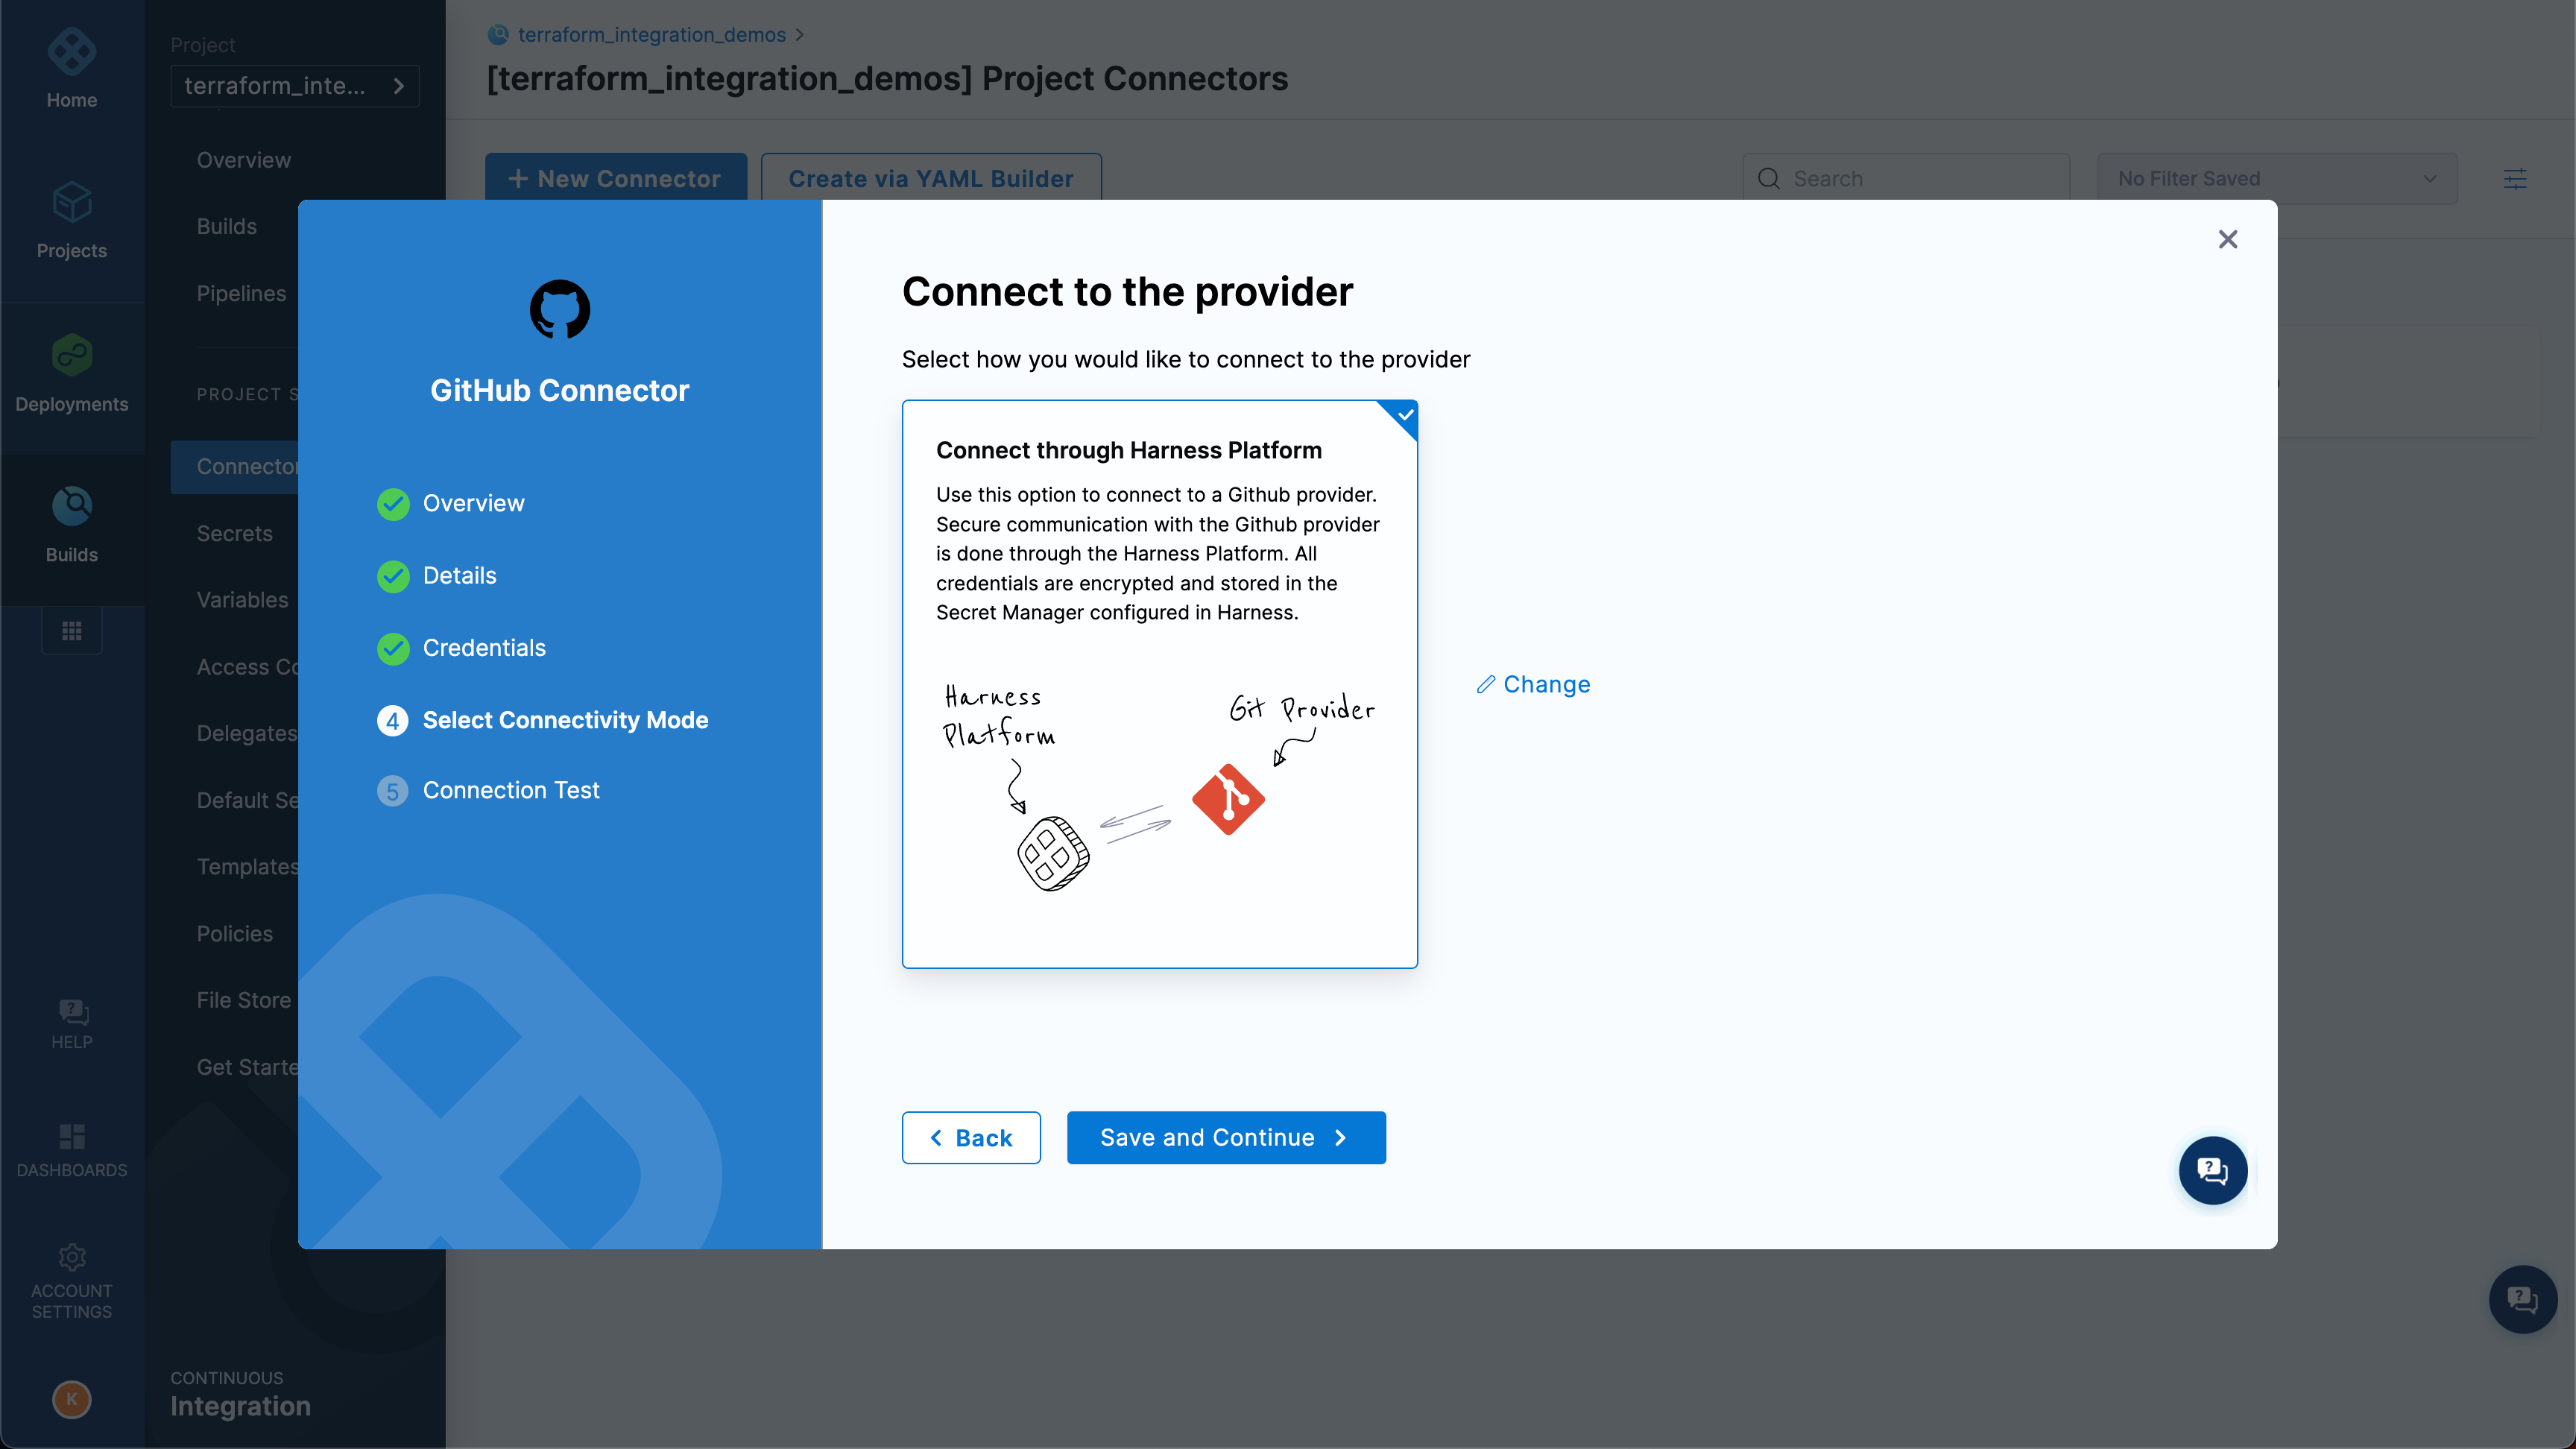 Home
Projects
Deployments
Builds
HELP
DASHBOARDS
ACCOUNT
SETTINGS
K
Project
terraform_inte...
Overview
Builds
Pipelines
PROJECT S
Connector
Secrets
Variables
Access Co
Delegates
Default Se
Templates
Policies
File Store
Get Starte
CONTINUOUS
Integration
terraform_integration_demos
[terraform_integration_demos] Project Connectors
+ New Connector
Create via YAML Builder
Search
No Filter Saved
GitHub Connector
Overview
Details
Credentials
4 Select Connectivity Mode
5 Connection Test
Connect to the provider
Select how you would like to connect to the provider
Connect through Harness Platform
Use this option to connect to a Github provider.
Secure communication with the Github provider
is done through the Harness Platform. All
credentials are encrypted and stored in the
Secret Manager configured in Harness.
Harness
Platform
Git Provider
Change
Back
Save and Continue